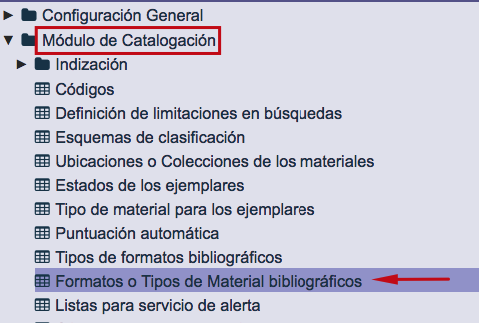 Configuración General
Módulo de Catalogación
Indización
Códigos
Definición de limitaciones en búsquedas
Esquemas de clasificación
Ubicaciones o Colecciones de los materiales
Estados de los ejemplares
Tipo de material para los ejemplares
Puntuación automática
Tipos de formatos bibliográficos
Formatos o Tipos de Material bibliográficos
Listas para servicio de alerta